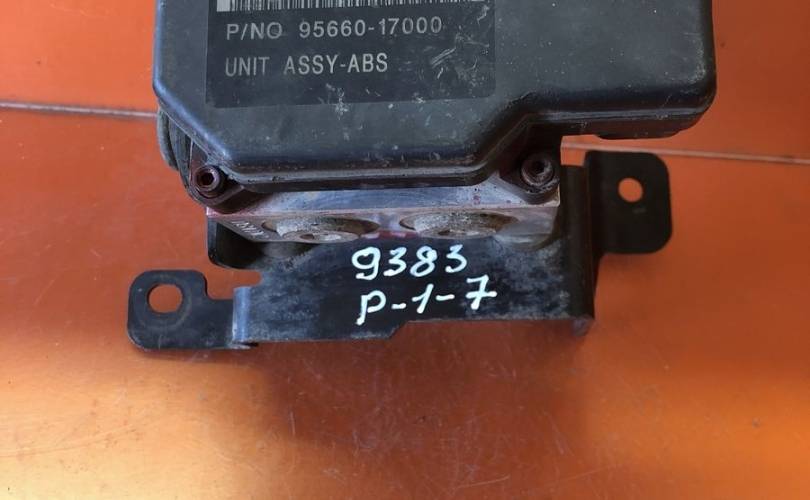 P/NO 95660-17000
UNIT ASSY-ABS
9383
P-1-7